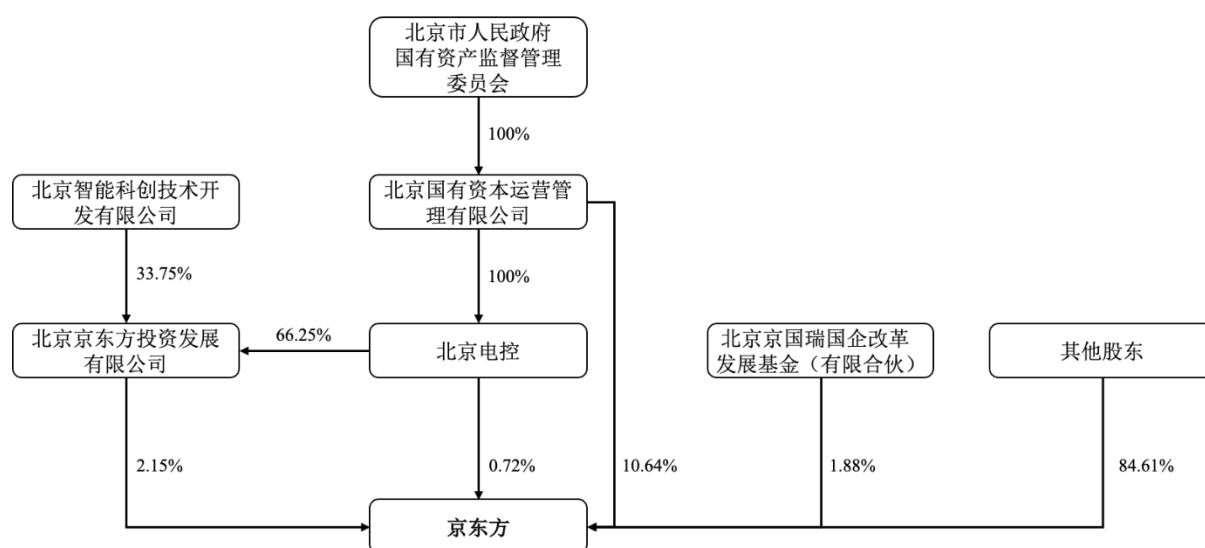 北京市人民政府
国有资产监督管理
委员会
100%
北京智能科创技术开
发有限公司
北京国有资本运营管
理有限公司
33.75%
100%
北京京东方投资发展
有限公司
66.25%
北京电控
北京京国瑞国企改革
发展基金（有限合伙）
其他股东
2.15%
0.72%
10.64%
1.88%
84.61%
京东方